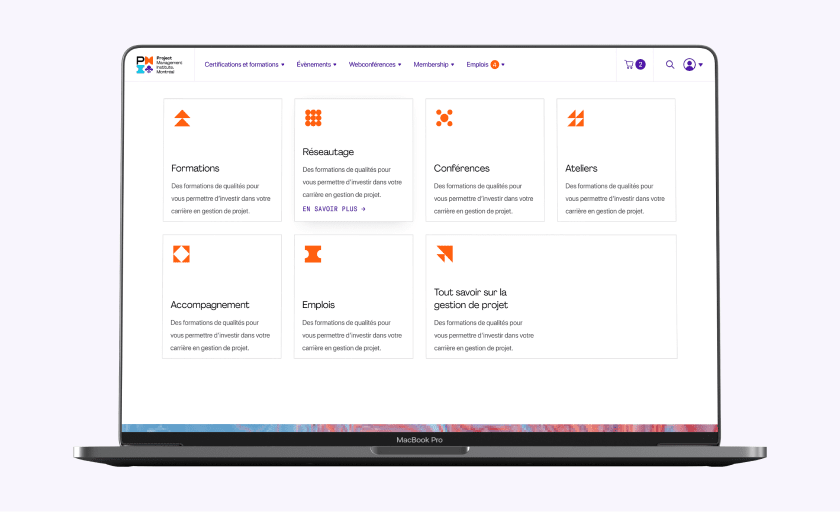 Project
Management
Institute.
Montréal
Certifications et formations
Événements
Webconférences
Membership
Emplois
2
Formations
Des formations de qualités pour
vous permettre d'investir dans votre
carrière en gestion de projet.
Réseautage
Des formations de qualités pour
vous permettre d'investir dans votre
carrière en gestion de projet.
EN SAVOIR PLUS →
Conférences
Des formations de qualités pour
vous permettre d'investir dans votre
carrière en gestion de projet.
Ateliers
Des formations de qualités pour
vous permettre d'investir dans votre
carrière en gestion de projet.
Accompagnement
Des formations de qualités pour
vous permettre d'investir dans votre
carrière en gestion de projet.
Emplois
Des formations de qualités pour
vous permettre d'investir dans votre
carrière en gestion de projet.
Tout savoir sur la
gestion de projet
Des formations de qualités pour
vous permettre d'investir dans votre
carrière en gestion de projet.
MacBook Pro